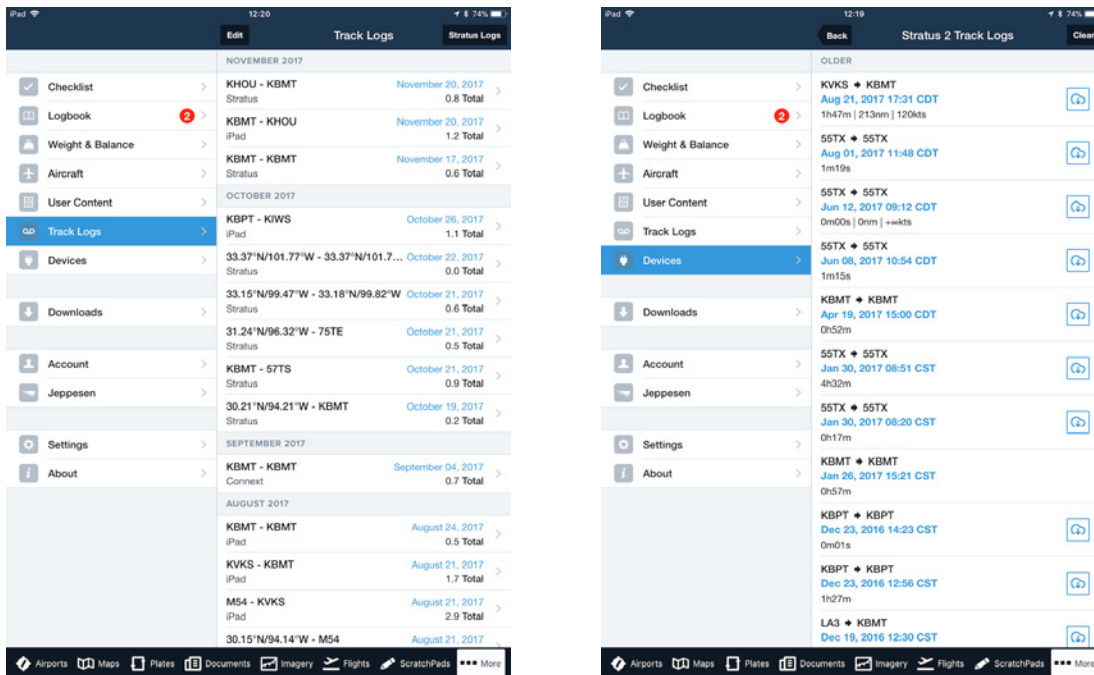 iPad 12:20 74%
Edit Track Logs Stratus Logs
Checklist
Logbook 2
Weight & Balance
Aircraft
User Content
Track Logs
Devices
Downloads
Account
Jeppesen
Settings
About
NOVEMBER 2017
KHOU - KBMT November 20, 2017
Stratus 0.8 Total
KBMT - KHOU November 20, 2017
iPad 1.2 Total
KBMT - KBMT November 17, 2017
Stratus 0.6 Total
OCTOBER 2017
KBPT - KIWS October 26, 2017
iPad 1.1 Total
33.37°N/101.77°W - 33.37°N/101.7... October 22, 2017
Stratus 0.0 Total
33.15°N/99.47°W - 33.18°N/99.82°W October 21, 2017
Stratus 0.6 Total
31.24°N/96.32°W - 75TE October 21, 2017
Stratus 0.5 Total
KBMT - 57TS October 21, 2017
Stratus 0.9 Total
30.21°N/94.21°W - KBMT October 19, 2017
Stratus 0.2 Total
SEPTEMBER 2017
KBMT - KBMT September 04, 2017
Connext 0.7 Total
AUGUST 2017
KBMT - KBMT August 24, 2017
iPad 0.5 Total
KVKS - KBMT August 21, 2017
iPad 1.7 Total
M54 - KVKS August 21, 2017
iPad 2.9 Total
30.15°N/94.14°W - M54 August 21, 2017
Airports Maps Plates Documents Imagery Flights ScratchPads More
iPad 12:19 74%
Back Stratus 2 Track Logs Clear
Checklist
Logbook 2
Weight & Balance
Aircraft
User Content
Track Logs
Devices
Downloads
Account
Jeppesen
Settings
About
OLDER
KVKS → KBMT
Aug 21, 2017 17:31 CDT
1h47m | 213nm | 120kts
55TX → 55TX
Aug 01, 2017 11:48 CDT
1m19s
55TX → 55TX
Jun 12, 2017 09:12 CDT
0m00s | 0nm | +∞kts
55TX → 55TX
Jun 08, 2017 10:54 CDT
1m15s
KBMT → KBMT
Apr 19, 2017 15:00 CDT
0h52m
55TX → 55TX
Jan 30, 2017 08:51 CST
4h32m
55TX → 55TX
Jan 30, 2017 08:20 CST
0h17m
KBMT → KBMT
Jan 26, 2017 15:21 CST
0h57m
KBPT → KBPT
Dec 23, 2016 14:23 CST
0m01s
KBPT → KBPT
Dec 23, 2016 12:56 CST
1h27m
LA3 → KBMT
Dec 19, 2016 12:30 CST
Airports Maps Plates Documents Imagery Flights ScratchPads More